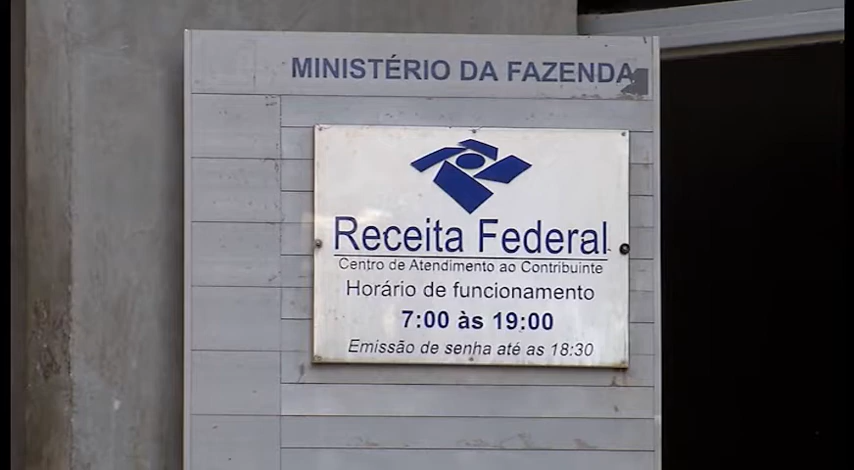 MINISTÉRIO DA FAZENDA
Receita Federal
Centro de Atendimento ao Contribuinte
Horário de funcionamento
7:00 às 19:00
Emissão de senha até as 18:30